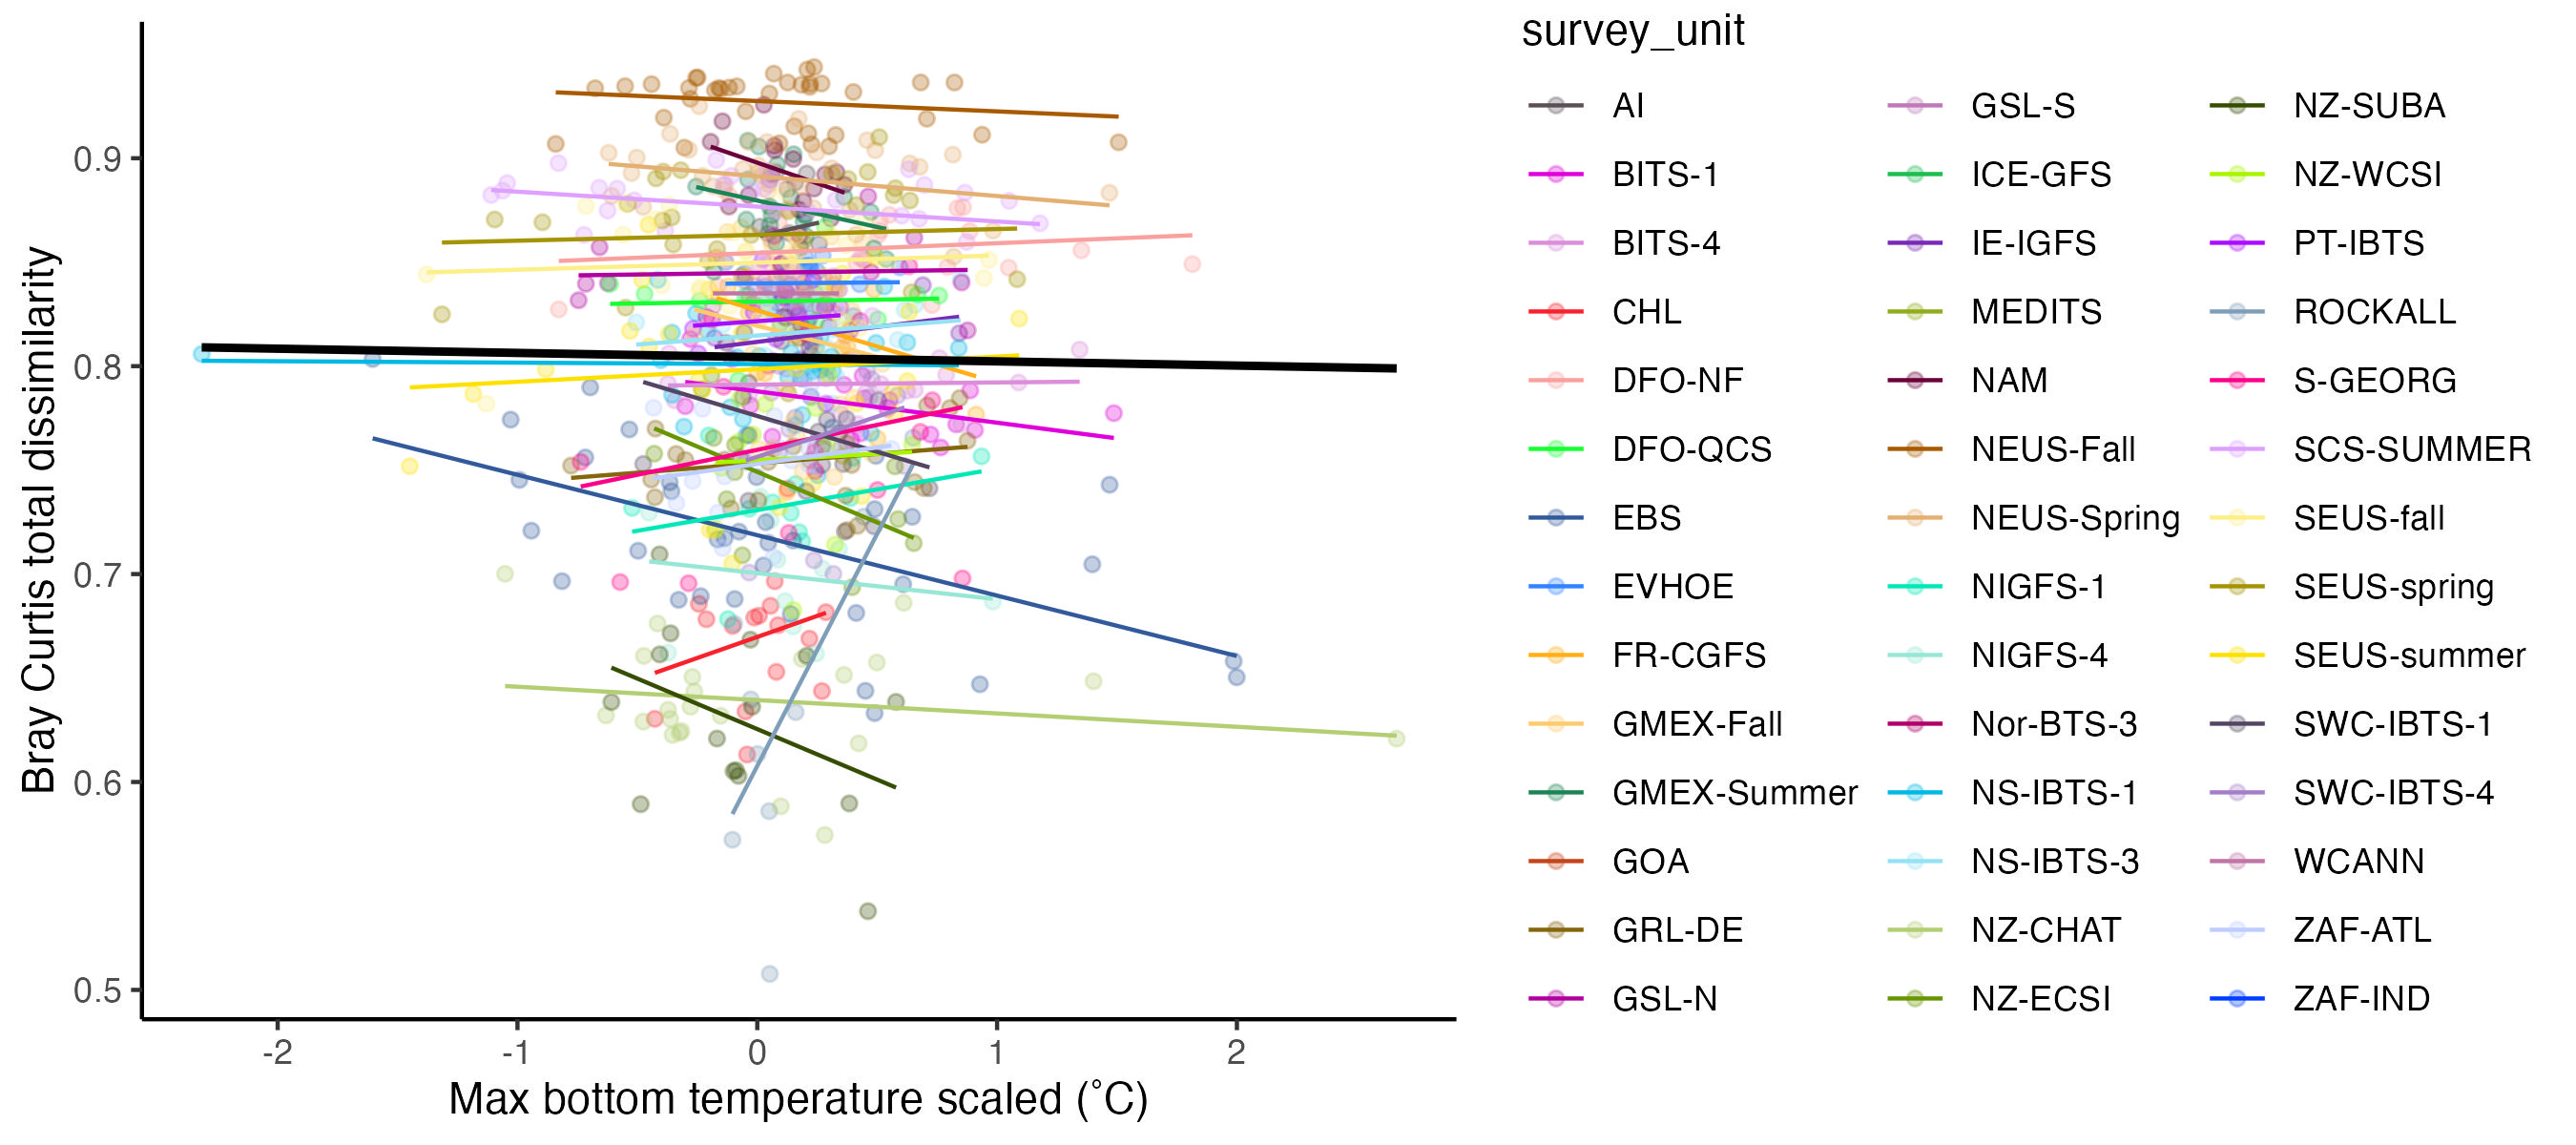 survey_unit
AI
BITS-1
BITS-4
CHL
DFO-NF
DFO-QCS
EBS
EVHOE
FR-CGFS
GMEX-Fall
GMEX-Summer
GOA
GRL-DE
GSL-N
GSL-S
ICE-GFS
IE-IGFS
MEDITS
NAM
NEUS-Fall
NEUS-Spring
NIGFS-1
NIGFS-4
Nor-BTS-3
NS-IBTS-1
NS-IBTS-3
NZ-CHAT
NZ-ECSI
NZ-SUBA
NZ-WCSI
PT-IBTS
ROCKALL
S-GEORG
SCS-SUMMER
SEUS-fall
SEUS-spring
SEUS-summer
SWC-IBTS-1
SWC-IBTS-4
WCANN
ZAF-ATL
ZAF-IND
Bray Curtis total dissimilarity
0.9
0.8
0.7
0.6
0.5
-2
-1
0
1
2
Max bottom temperature scaled (˚C)